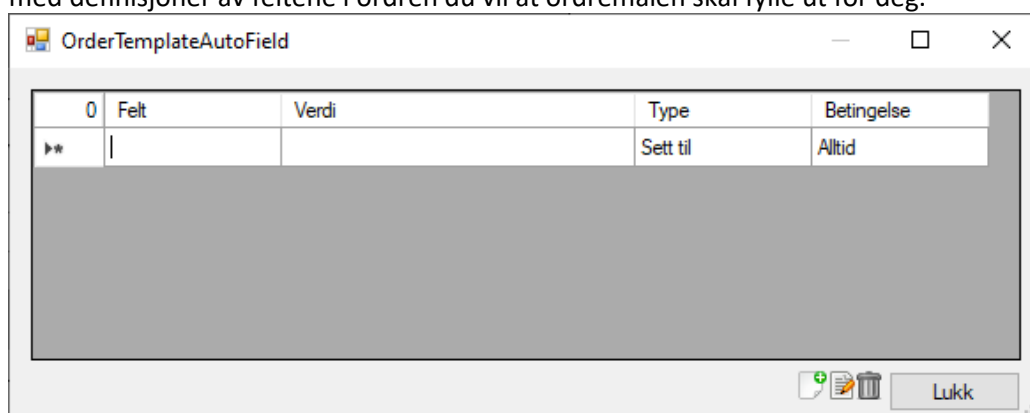 med definisjoner av feltene i ordren du vil at ordremalen skal fylle ut for deg:
OrderTemplateAutoField
0 Felt Verdi Type Betingelse
Sett til Alltid
Lukk